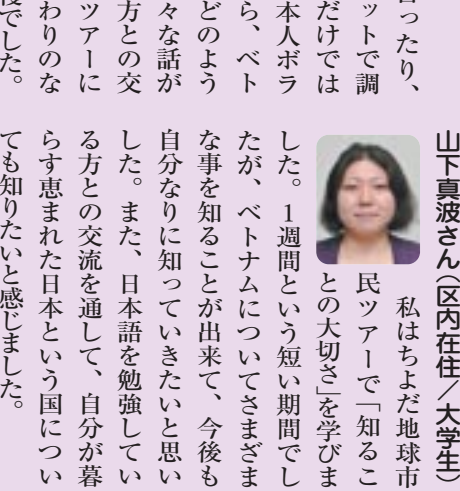 ったり、
ットで調
だけでは
本人ボラ
ら、ベト
どのよう
々な話が
方との交
ツアーに
わりのな
でした。
山下真波さん(区内在住/大学生)
私はちよだ地球市
民ツアーで「知るこ
との大切さ」を学びま
した。1週間という短い期間でし
たが、ベトナムについてさまざま
な事を知ることが出来て、今後も
自分なりに知っていきたいと思い
した。また、日本語を勉強してい
る方との交流を通して、自分が暮
らす恵まれた日本という国につい
ても知りたいと感じました。